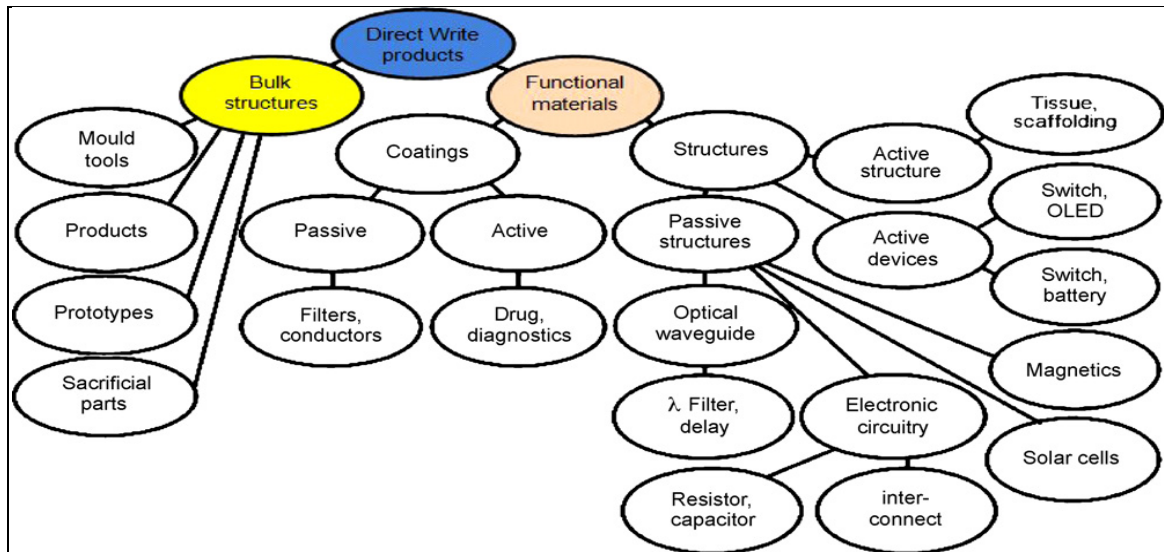 Direct Write
products
Bulk
structures
Functional
materials
Mould
tools
Products
Prototypes
Sacrificial
parts
Coatings
Passive
Active
Filters,
conductors
Drug,
diagnostics
Structures
Passive
structures
Optical
waveguide
λ Filter,
delay
Electronic
circuitry
Resistor,
capacitor
inter-
connect
Active
structure
Active
devices
Tissue,
scaffolding
Switch,
OLED
Switch,
battery
Magnetics
Solar cells